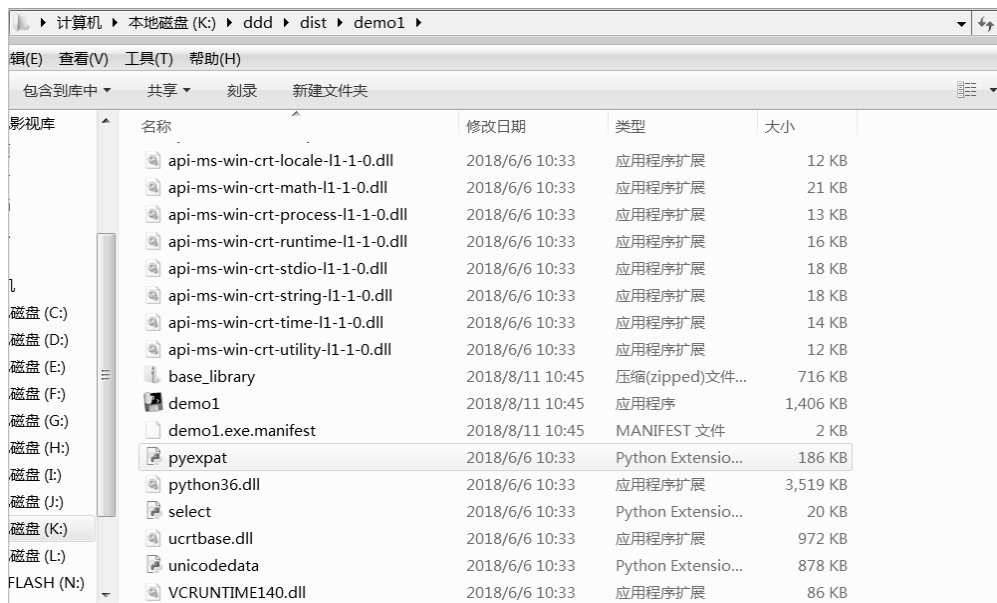 计算机 本地磁盘 (K:) ddd dist demo1
辑(E) 查看(V) 工具(T) 帮助(H)
包含到库中 共享 刻录 新建文件夹
影视库
磁盘 (C:)
磁盘 (D:)
磁盘 (E:)
磁盘 (F:)
磁盘 (G:)
磁盘 (H:)
磁盘 (I:)
磁盘 (J:)
磁盘 (K:)
磁盘 (L:)
FLASH (N:)
名称 修改日期 类型 大小
api-ms-win-crt-locale-l1-1-0.dll 2018/6/6 10:33 应用程序扩展 12 KB
api-ms-win-crt-math-l1-1-0.dll 2018/6/6 10:33 应用程序扩展 21 KB
api-ms-win-crt-process-l1-1-0.dll 2018/6/6 10:33 应用程序扩展 13 KB
api-ms-win-crt-runtime-l1-1-0.dll 2018/6/6 10:33 应用程序扩展 16 KB
api-ms-win-crt-stdio-l1-1-0.dll 2018/6/6 10:33 应用程序扩展 18 KB
api-ms-win-crt-string-l1-1-0.dll 2018/6/6 10:33 应用程序扩展 18 KB
api-ms-win-crt-time-l1-1-0.dll 2018/6/6 10:33 应用程序扩展 14 KB
api-ms-win-crt-utility-l1-1-0.dll 2018/6/6 10:33 应用程序扩展 12 KB
base_library 2018/8/11 10:45 压缩(zipped)文件... 716 KB
demo1 2018/8/11 10:45 应用程序 1,406 KB
demo1.exe.manifest 2018/8/11 10:45 MANIFEST 文件 2 KB
pyexpat 2018/6/6 10:33 Python Extensio... 186 KB
python36.dll 2018/6/6 10:33 应用程序扩展 3,519 KB
select 2018/6/6 10:33 Python Extensio... 20 KB
ucrtbase.dll 2018/6/6 10:33 应用程序扩展 972 KB
unicodedata 2018/6/6 10:33 Python Extensio... 878 KB
VCRUNTIME140.dll 2018/6/6 10:33 应用程序扩展 86 KB